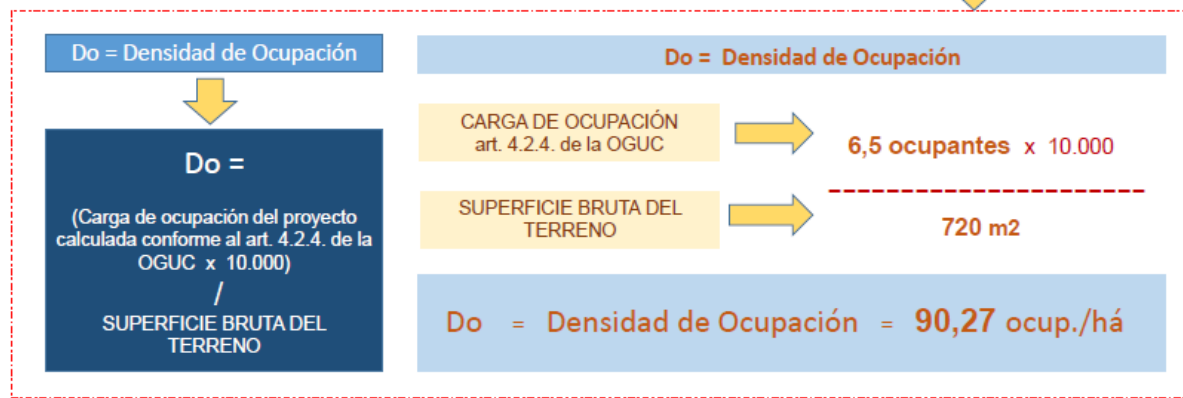 Do = Densidad de Ocupación
Do =
(Carga de ocupación del proyecto
calculada conforme al art. 4.2.4. de la
OGUC x 10.000)
/
SUPERFICIE BRUTA DEL
TERRENO
Do = Densidad de Ocupación
CARGA DE OCUPACIÓN
art. 4.2.4. de la OGUC
6,5 ocupantes x 10.000
SUPERFICIE BRUTA DEL
TERRENO
720 m2
Do = Densidad de Ocupación = 90,27 ocup./há